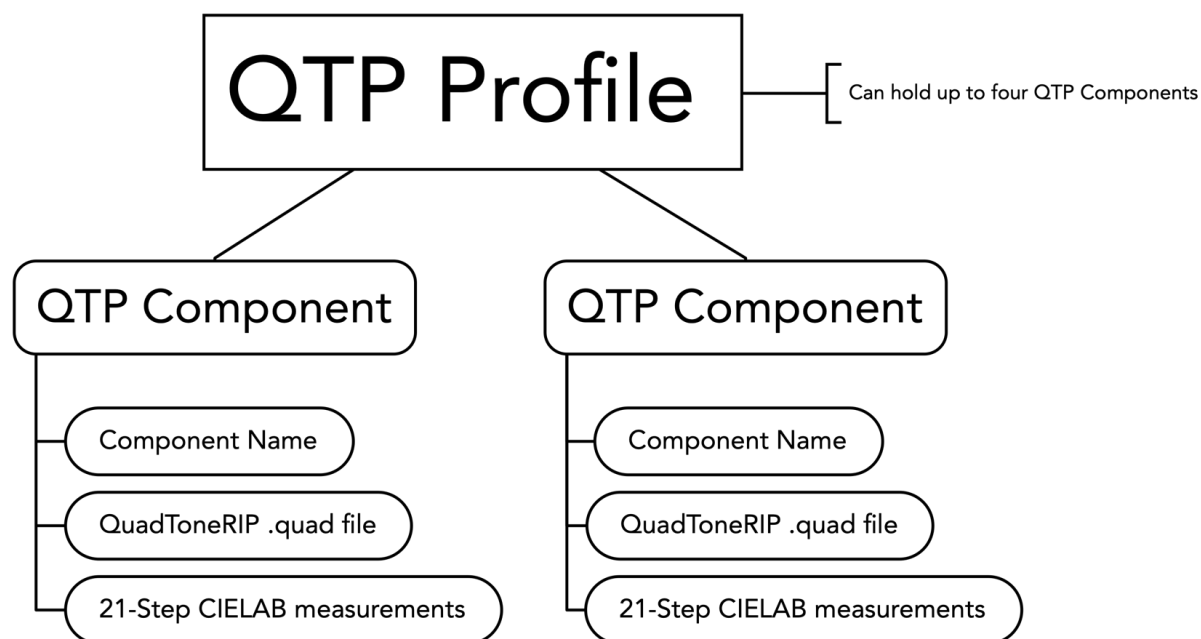 QTP Profile
Can hold up to four QTP Components
QTP Component
Component Name
QuadToneRIP .quad file
21-Step CIELAB measurements
QTP Component
Component Name
QuadToneRIP .quad file
21-Step CIELAB measurements